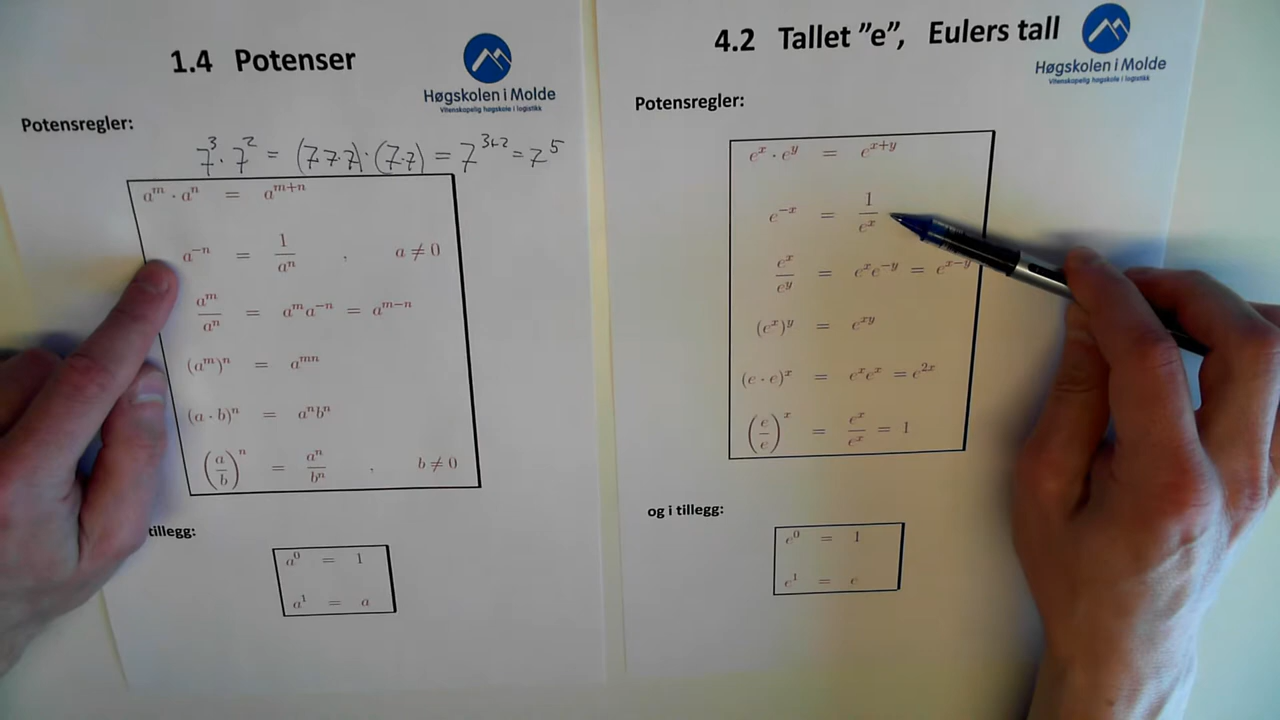 1.4 Potenser
Høgskolen i Molde
Vitenskapelig høgskole i logistikk
Potensregler:
7³ · 7² = (7·7·7)·(7·7) = 7³⁺² = 7⁵
aᵐ · aⁿ = aᵐ⁺ⁿ
a⁻ⁿ = 1/aⁿ , a ≠ 0
aᵐ/aⁿ = aᵐa⁻ⁿ = aᵐ⁻ⁿ
(aᵐ)ⁿ = aᵐⁿ
(a · b)ⁿ = aⁿbⁿ
(a/b)ⁿ = aⁿ/bⁿ , b ≠ 0
tillegg:
a⁰ = 1
a¹ = a
4.2 Tallet ”e”, Eulers tall
Høgskolen i Molde
Vitenskapelig høgskole i logistikk
Potensregler:
eˣ · eʸ = eˣ⁺ʸ
e⁻ˣ = 1/eˣ
eˣ/eʸ = eˣe⁻ʸ = eˣ⁻ʸ
(eˣ)ʸ = eˣʸ
(e · e)ˣ = eˣeˣ = e²ˣ
(e/e)ˣ = eˣ/eˣ = 1
og i tillegg:
e⁰ = 1
e¹ = e